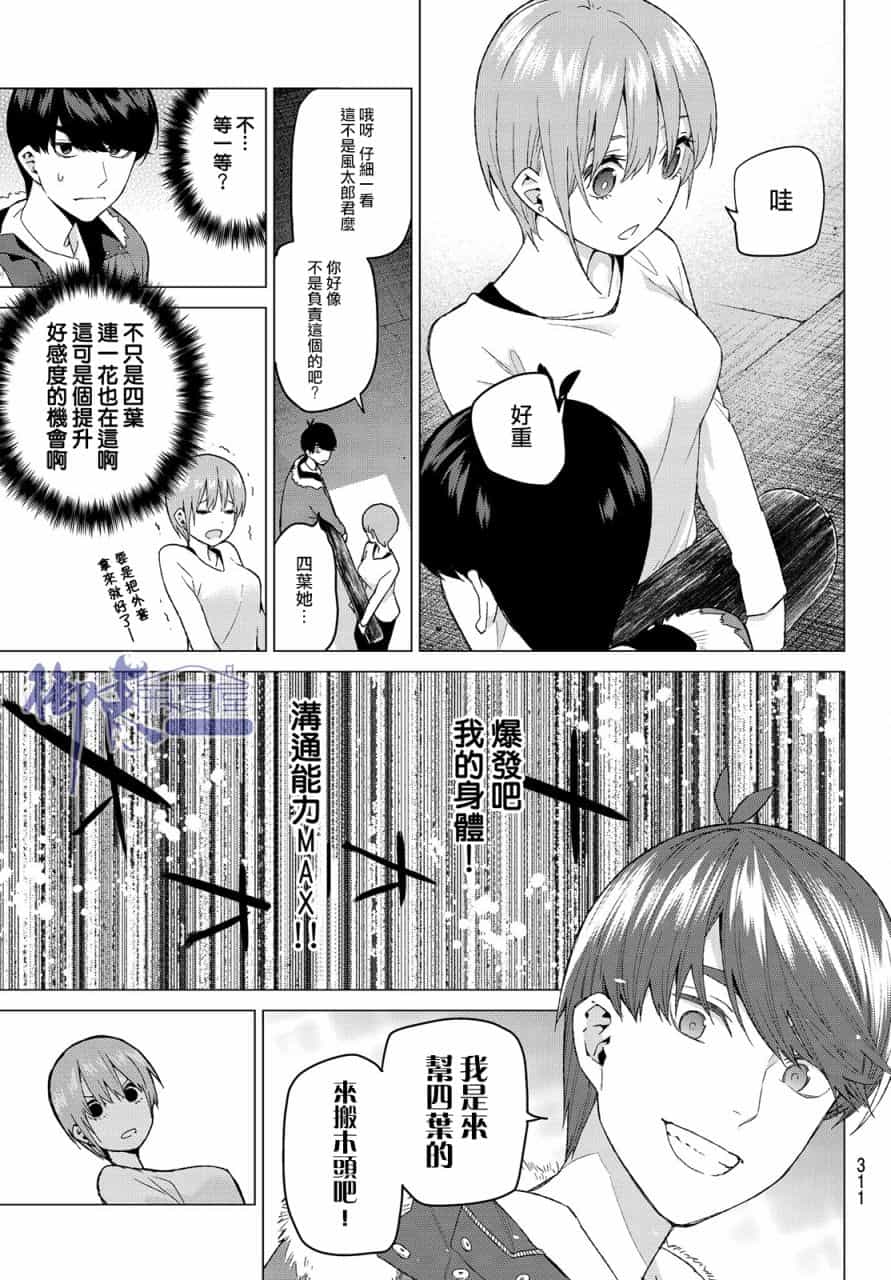 哇
好重
哦呀 仔細一看
這不是風太郎君麼
你好像
不是負責這個的吧？
四葉她…
不…
等一等？
不只是四葉
連一花也在這啊
這可是個提升
好感度的機會啊
要是把外套
拿來就好了ー
爆發吧
我的身體！
溝通能力MAX!!
我是來
幫四葉的
來搬木頭吧！
311